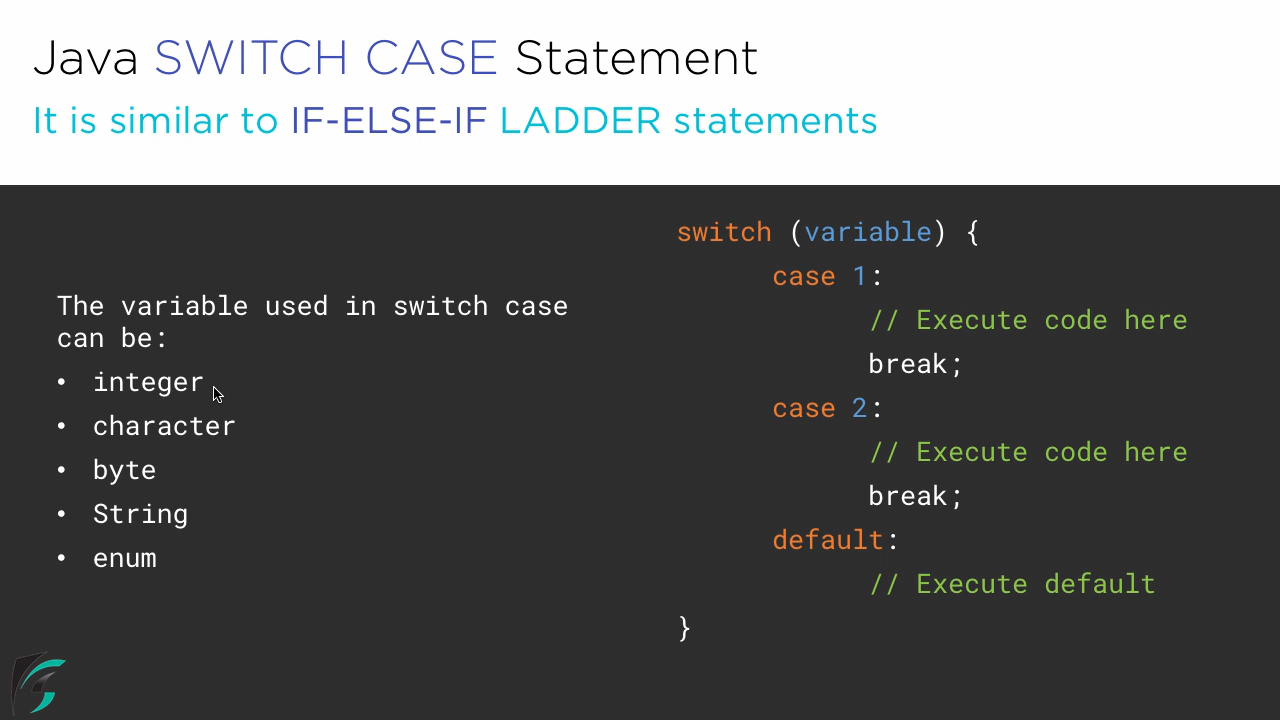 Java SWITCH CASE Statement
It is similar to IF-ELSE-IF LADDER statements
The variable used in switch case
can be:
• integer
• character
• byte
• String
• enum
switch (variable) {
case 1:
// Execute code here
break;
case 2:
// Execute code here
break;
default:
// Execute default
}